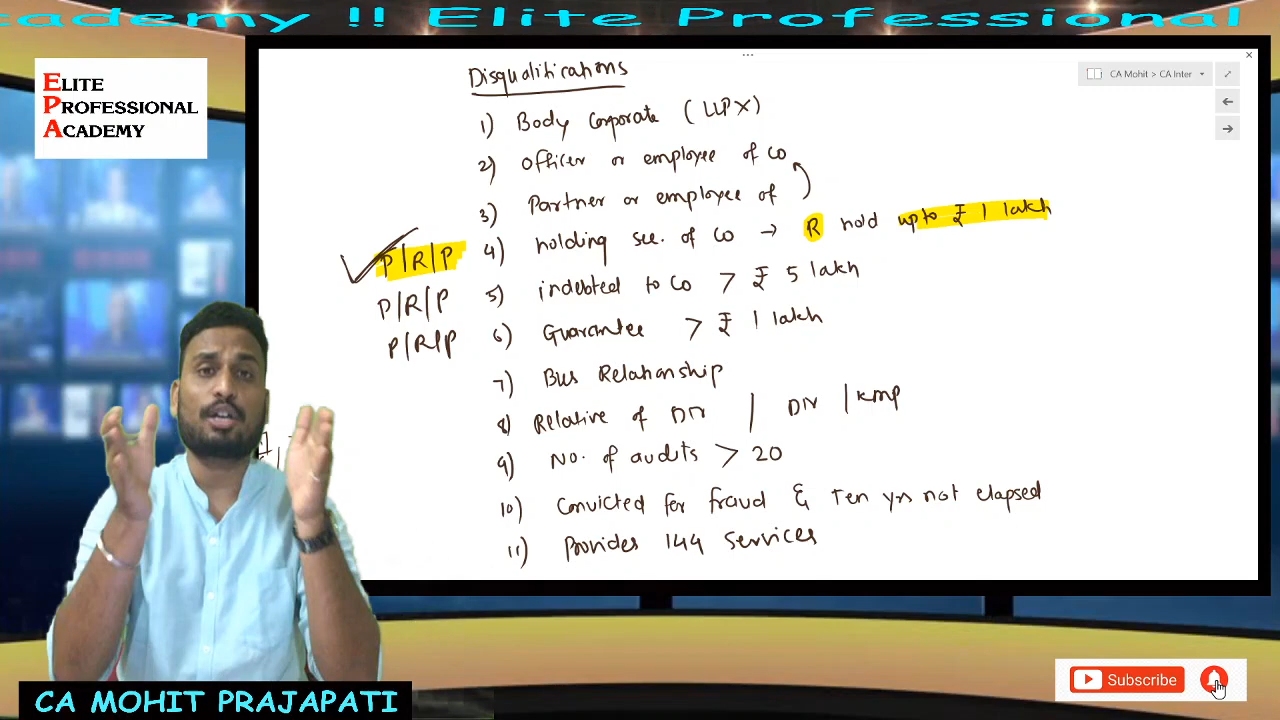 ademy !! Elite Professional
ELITE
PROFESSIONAL
ACADEMY
CA Mohit > CA Inter
Disqualifications
1) Body Corporate (LLP X)
2) officer or employee of Co
3) Partner or employee of
P/R/P 4) holding sec. of Co → R hold upto ₹ 1 lakh
P/R/P 5) indebted to Co > ₹ 5 lakh
P/R/P 6) Guarantee > ₹ 1 lakh
7) Bus Relationship
8) Relative of Dir / Dir / KMP
9) No. of audits > 20
10) Convicted for fraud & Ten yrs not elapsed
11) Provides 144 Services
Subscribe
CA MOHIT PRAJAPATI